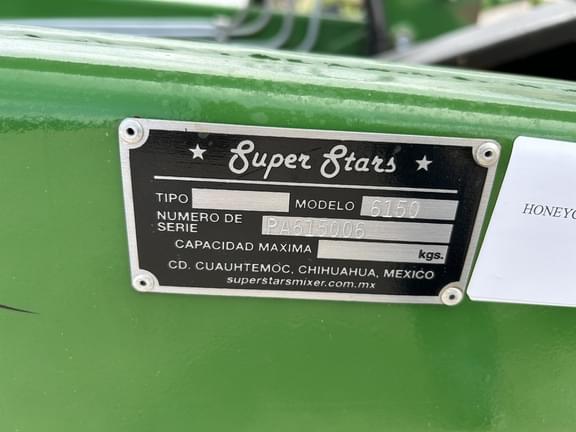 Super Stars
TIPO MODELO 6150
NUMERO DE SERIE PA615006
CAPACIDAD MAXIMA kgs.
CD. CUAUHTEMOC, CHIHUAHUA, MEXICO
superstarsmixer.com.mx